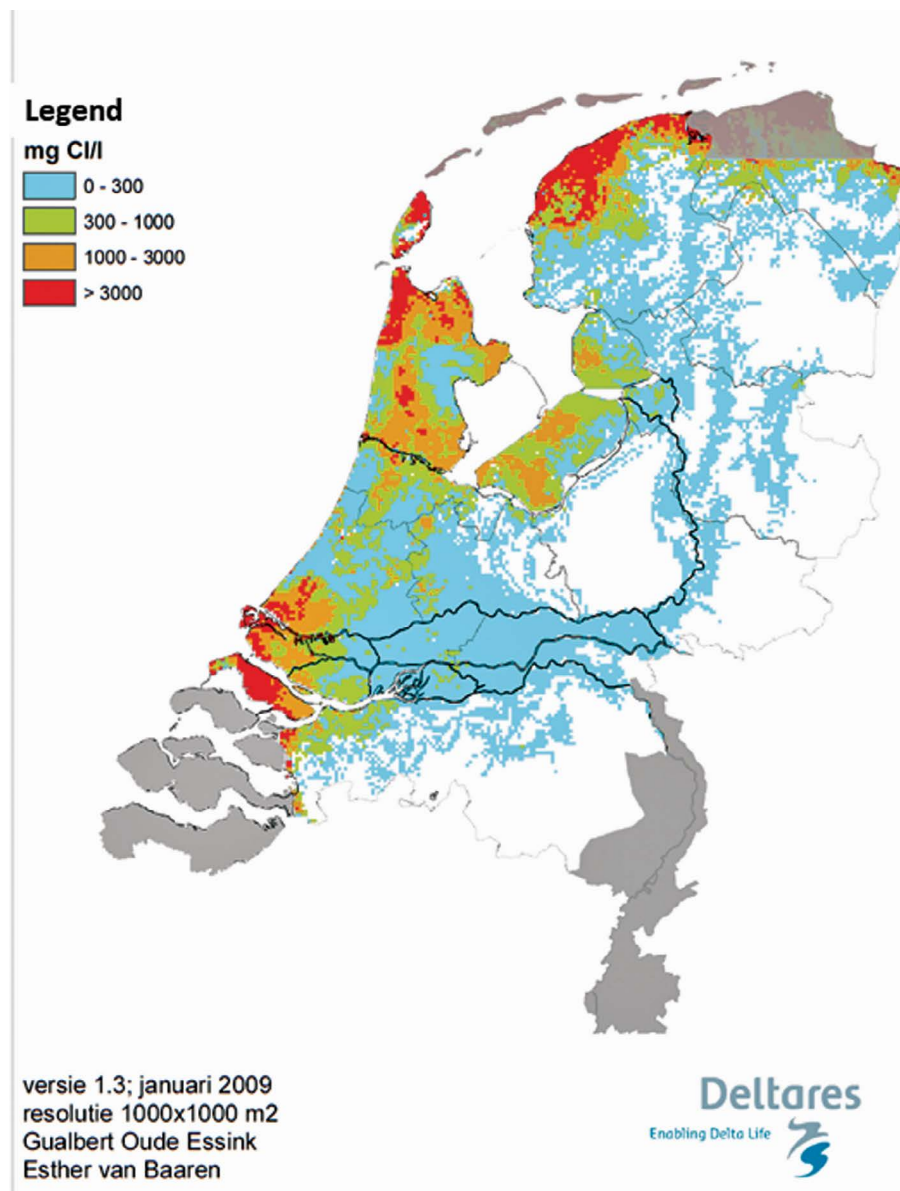 Legend
mg Cl/l
0 - 300
300 - 1000
1000 - 3000
> 3000
versie 1.3; januari 2009
resolutie 1000x1000 m2
Gualbert Oude Essink
Esther van Baaren
Deltares
Enabling Delta Life